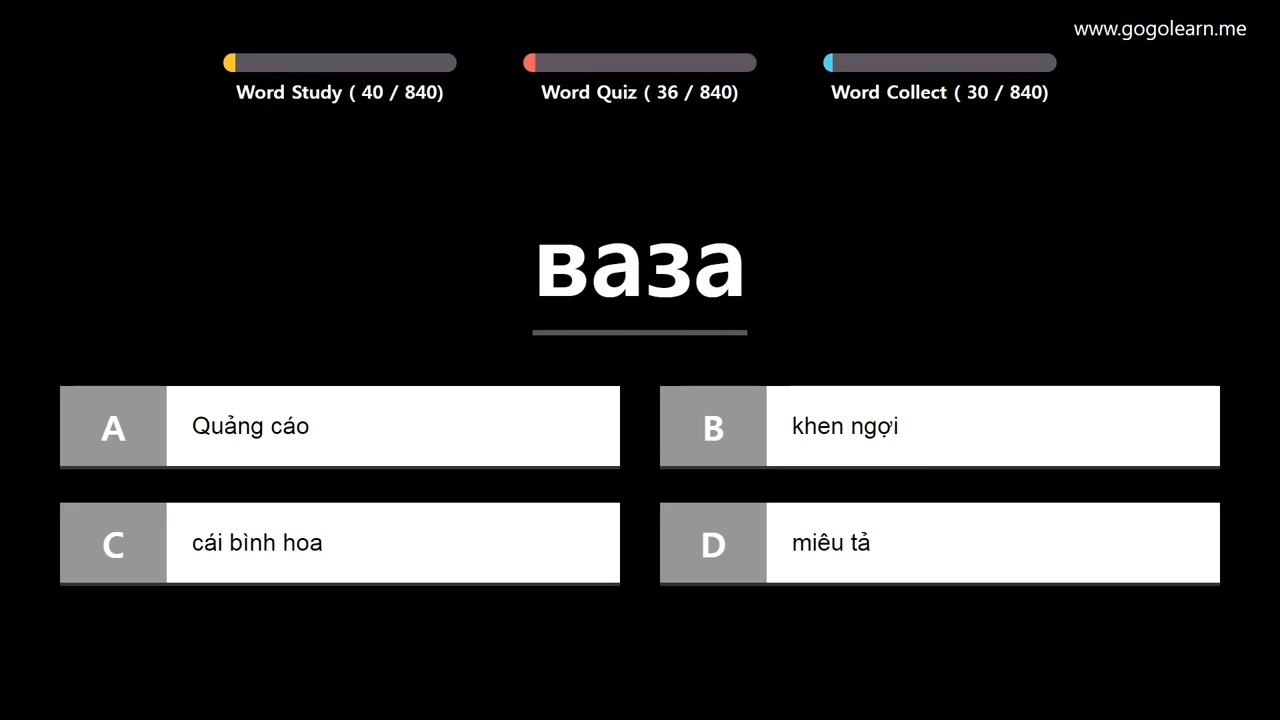 www.gogolearn.me
Word Study ( 40 / 840)
Word Quiz ( 36 / 840)
Word Collect ( 30 / 840)
ваза
A Quảng cáo
B khen ngợi
C cái bình hoa
D miêu tả